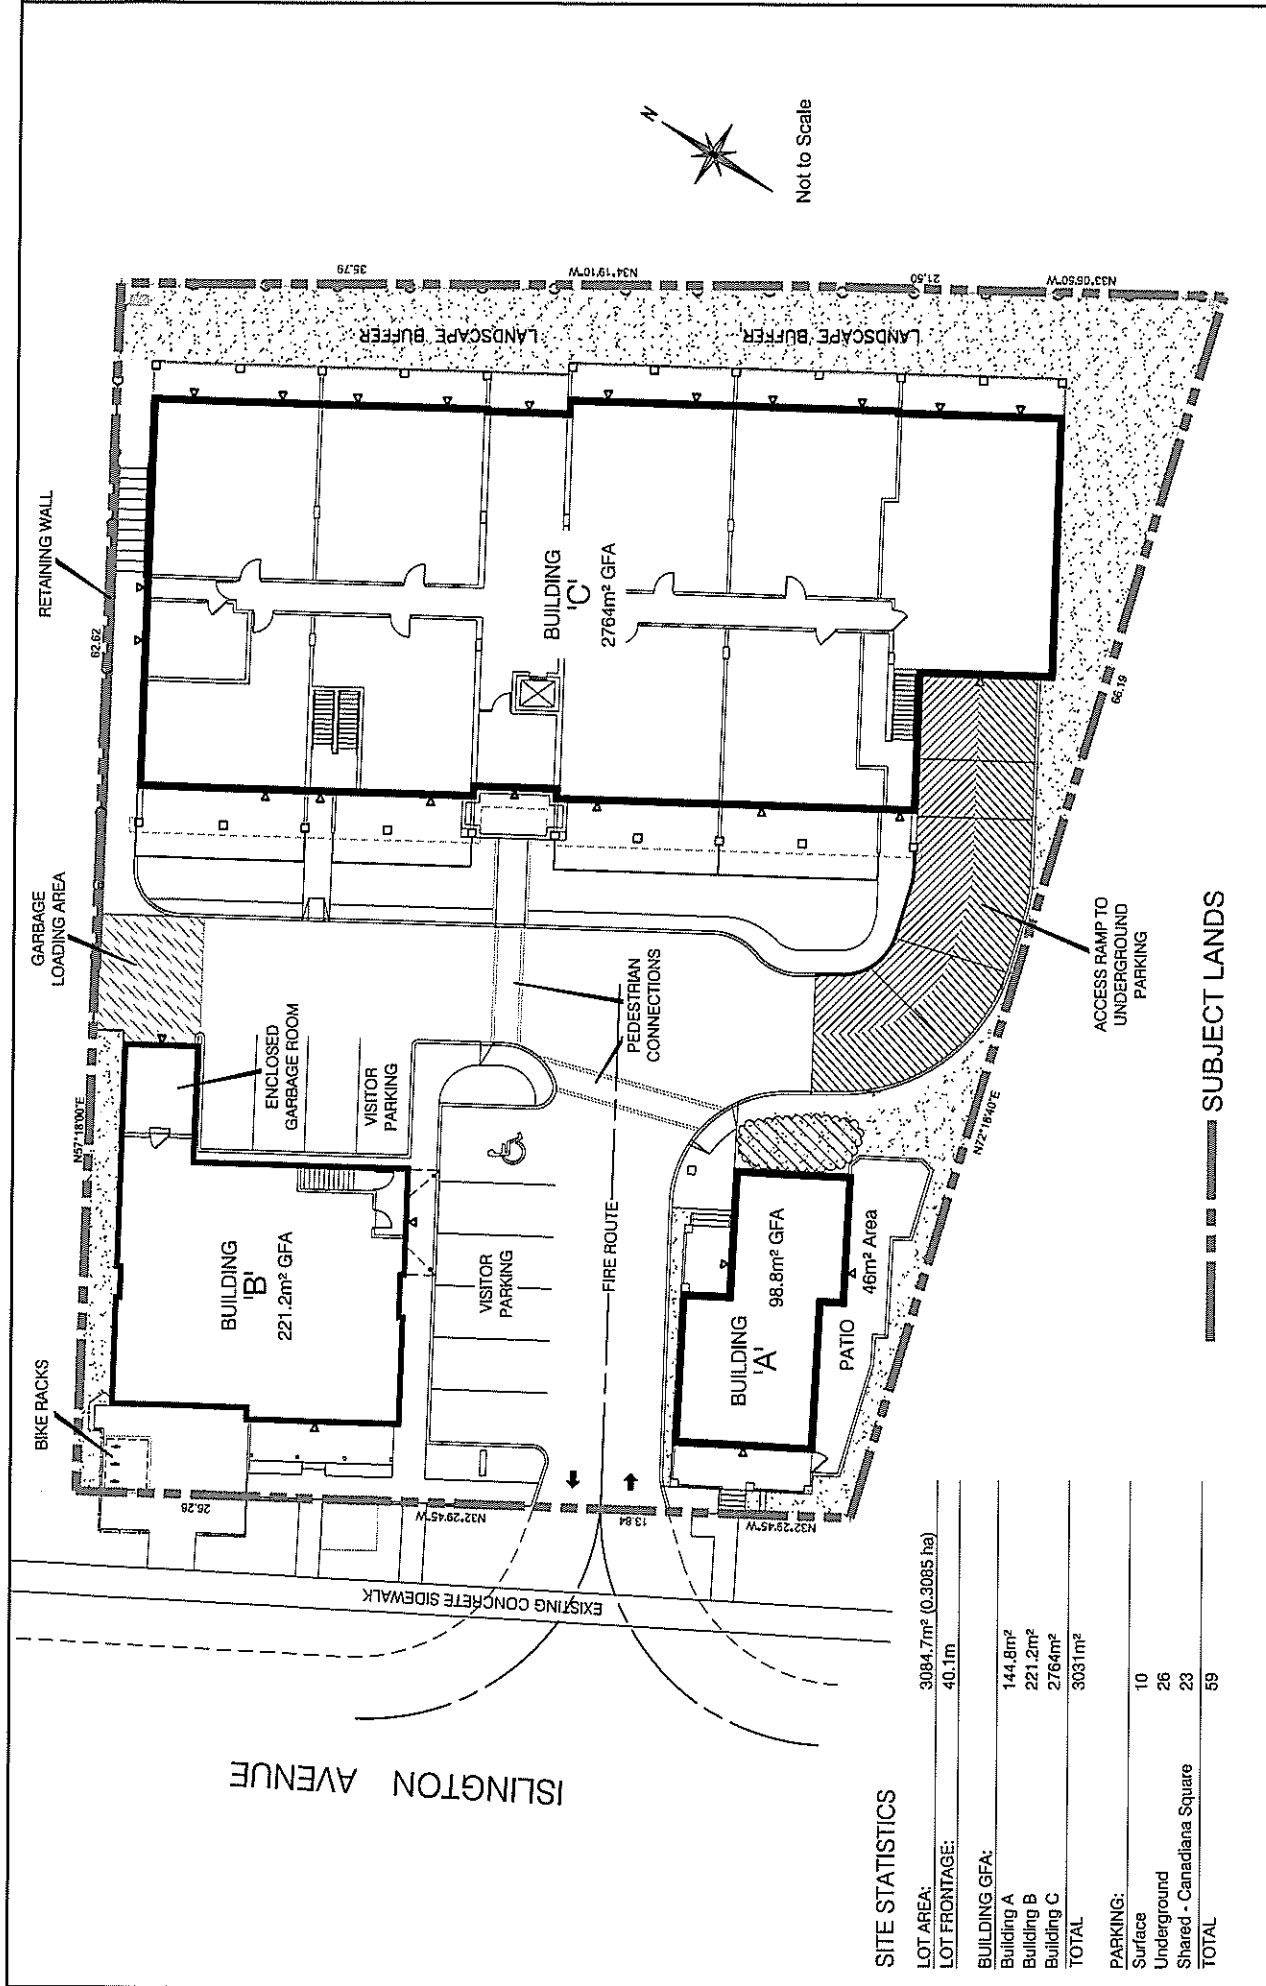 RETAINING WALL
62.62
GARBAGE
LOADING AREA
N57°18'00"E
BIKE RACKS
25.28
N32°29'45"W
13.84
N32°29'45"W
EXISTING CONCRETE SIDEWALK
ISLINGTON AVENUE
BUILDING
'B'
221.2m² GFA
ENCLOSED
GARBAGE ROOM
VISITOR
PARKING
VISITOR
PARKING
FIRE ROUTE
PEDESTRIAN
CONNECTIONS
BUILDING
'A'
98.8m² GFA
PATIO
46m² Area
BUILDING
'C'
2764m² GFA
LANDSCAPE BUFFER
LANDSCAPE BUFFER
35.79
N34°19'10"W
21.50
N33°05'50"W
66.19
N72°18'40"E
ACCESS RAMP TO
UNDERGROUND
PARKING
N
Not to Scale
SUBJECT LANDS
SITE STATISTICS
LOT AREA: 3084.7m² (0.3085 ha)
LOT FRONTAGE: 40.1m
BUILDING GFA:
Building A 144.8m²
Building B 221.2m²
Building C 2764m²
TOTAL 3031m²
PARKING:
Surface 10
Underground 26
Shared - Canadiana Square 23
TOTAL 59